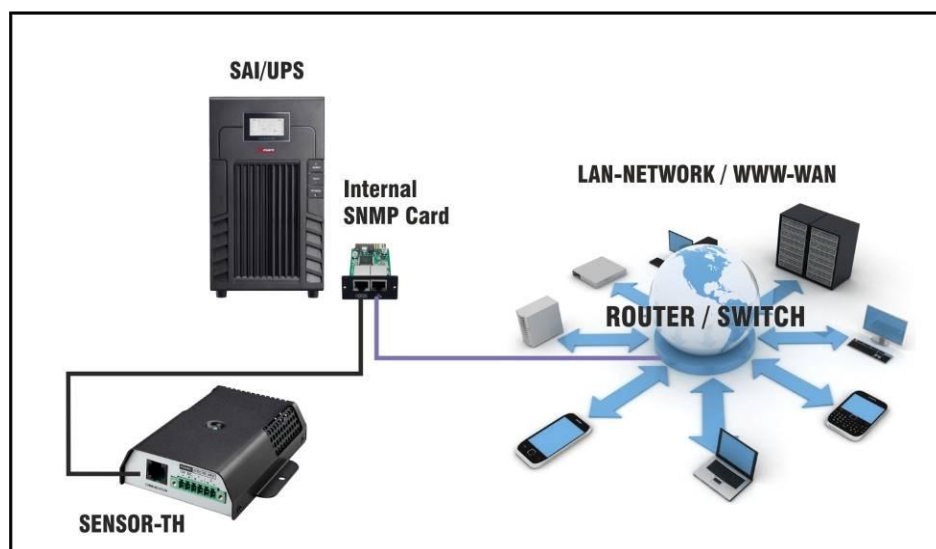 SAI/UPS
Internal
SNMP Card
LAN-NETWORK / WWW-WAN
ROUTER / SWITCH
SENSOR-TH